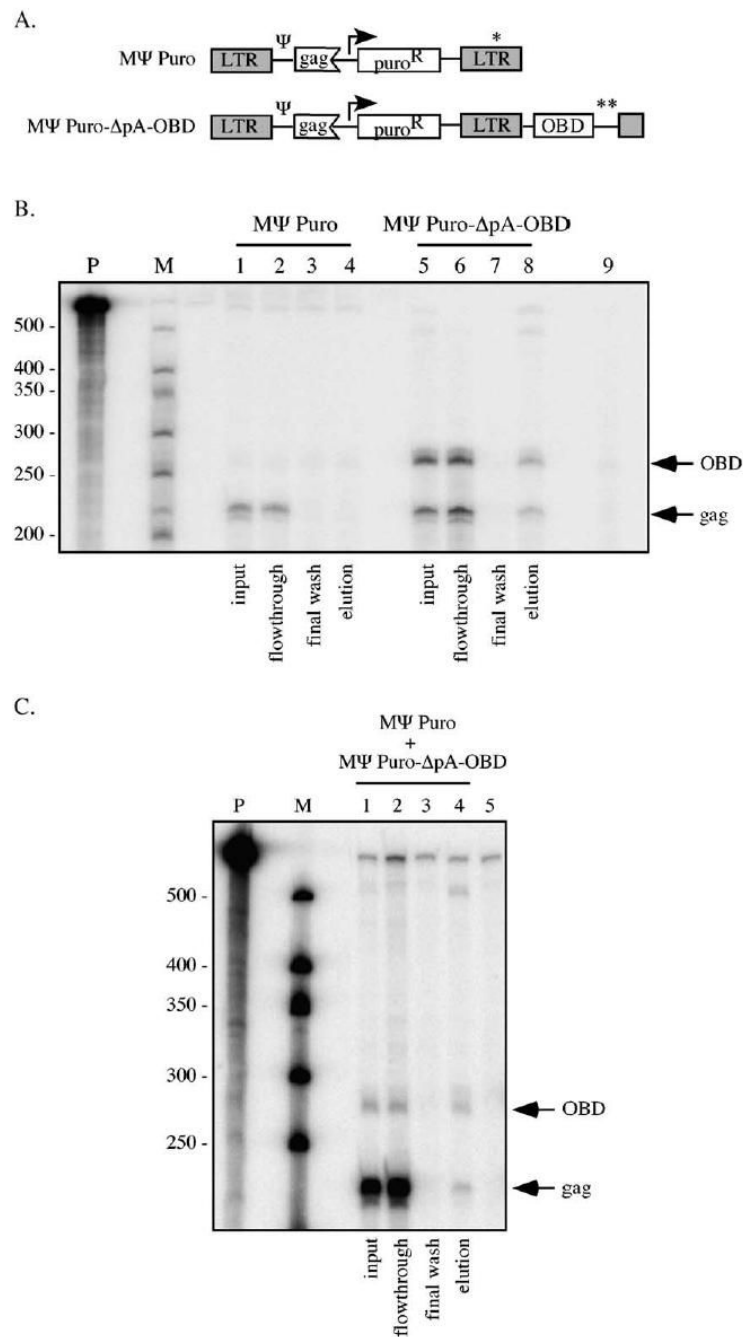 A.
Ψ *
MΨ Puro LTR gag puroR LTR
Ψ **
MΨ Puro-ΔpA-OBD LTR gag puroR LTR OBD
B.
MΨ Puro MΨ Puro-ΔpA-OBD
P M 1 2 3 4 5 6 7 8 9
500 -
400 -
350 -
300 -
250 -
200 -
OBD
gag
input
flowthrough
final wash
elution
input
flowthrough
final wash
elution
C.
MΨ Puro
+
MΨ Puro-ΔpA-OBD
P M 1 2 3 4 5
500 -
400 -
350 -
300 -
250 -
OBD
gag
input
flowthrough
final wash
elution